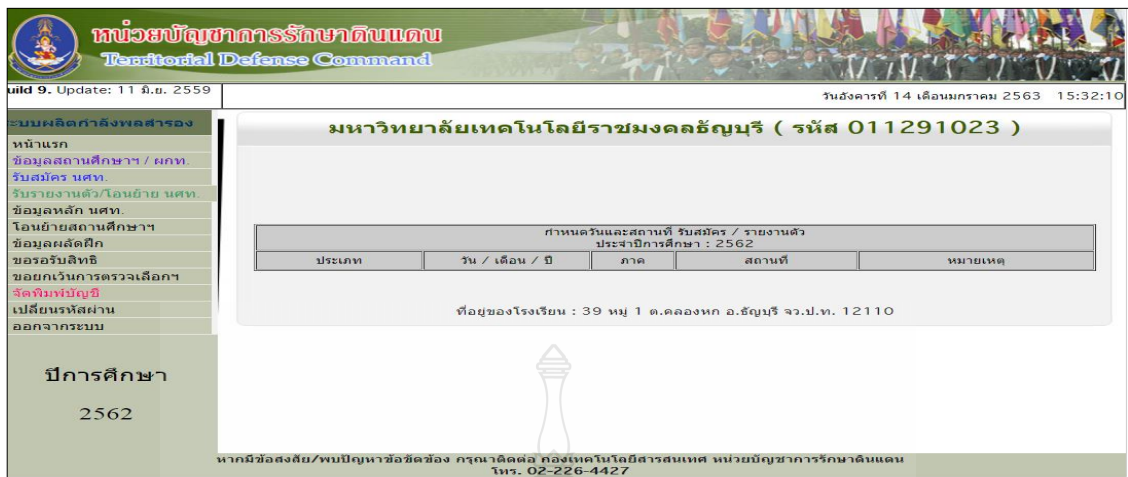 หน่วยบัญชาการรักษาดินแดน
Territorial Defense Command
uild 9. Update: 11 มิ.ย. 2559
วันอังคารที่ 14 เดือนมกราคม 2563 15:32:10
ระบบผลิตกำลังพลสำรอง
หน้าแรก
ข้อมูลสถานศึกษาฯ / ผกท.
รับสมัคร นศท.
รับรายงานตัว/โอนย้าย นศท.
ข้อมูลหลัก นศท.
โอนย้ายสถานศึกษาฯ
ข้อมูลผลัดฝึก
ขอรอรับสิทธิ
ขอยกเว้นการตรวจเลือกฯ
จัดพิมพ์บัญชี
เปลี่ยนรหัสผ่าน
ออกจากระบบ
ปีการศึกษา
2562
มหาวิทยาลัยเทคโนโลยีราชมงคลธัญบุรี ( รหัส 011291023 )
กำหนดวันและสถานที่ รับสมัคร / รายงานตัว
ประจำปีการศึกษา : 2562
ประเภท วัน / เดือน / ปี ภาค สถานที่ หมายเหตุ
ที่อยู่ของโรงเรียน : 39 หมู่ 1 ต.คลองหก อ.ธัญบุรี จว.ป.ท. 12110
หากมีข้อสงสัย/พบปัญหาข้อขัดข้อง กรุณาติดต่อ กองเทคโนโลยีสารสนเทศ หน่วยบัญชาการรักษาดินแดน
โทร. 02-226-4427